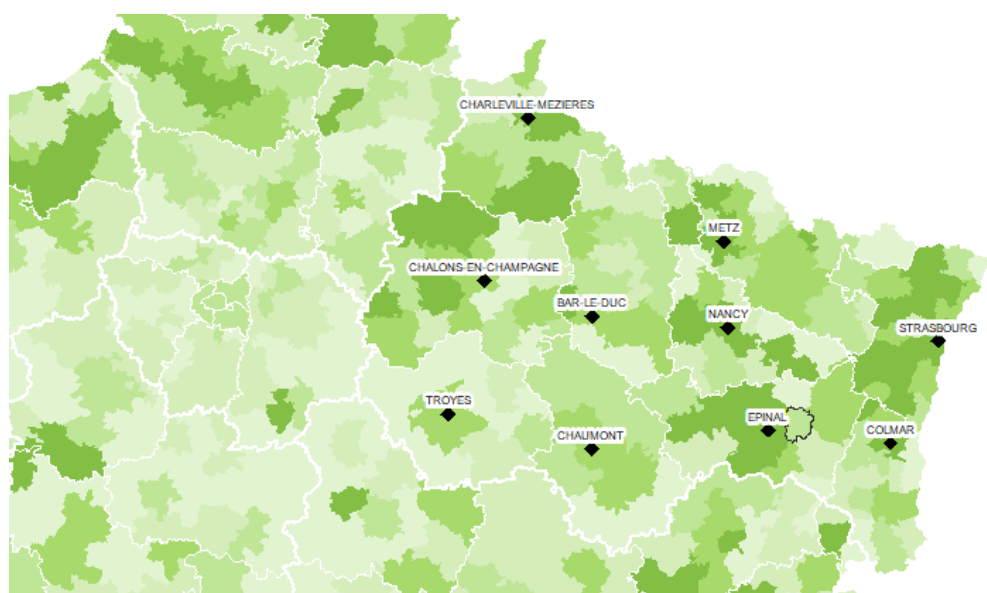 CHARLEVILLE-MEZIERES
METZ
CHALONS-EN-CHAMPAGNE
BAR-LE-DUC
NANCY
STRASBOURG
TROYES
EPINAL
COLMAR
CHAUMONT